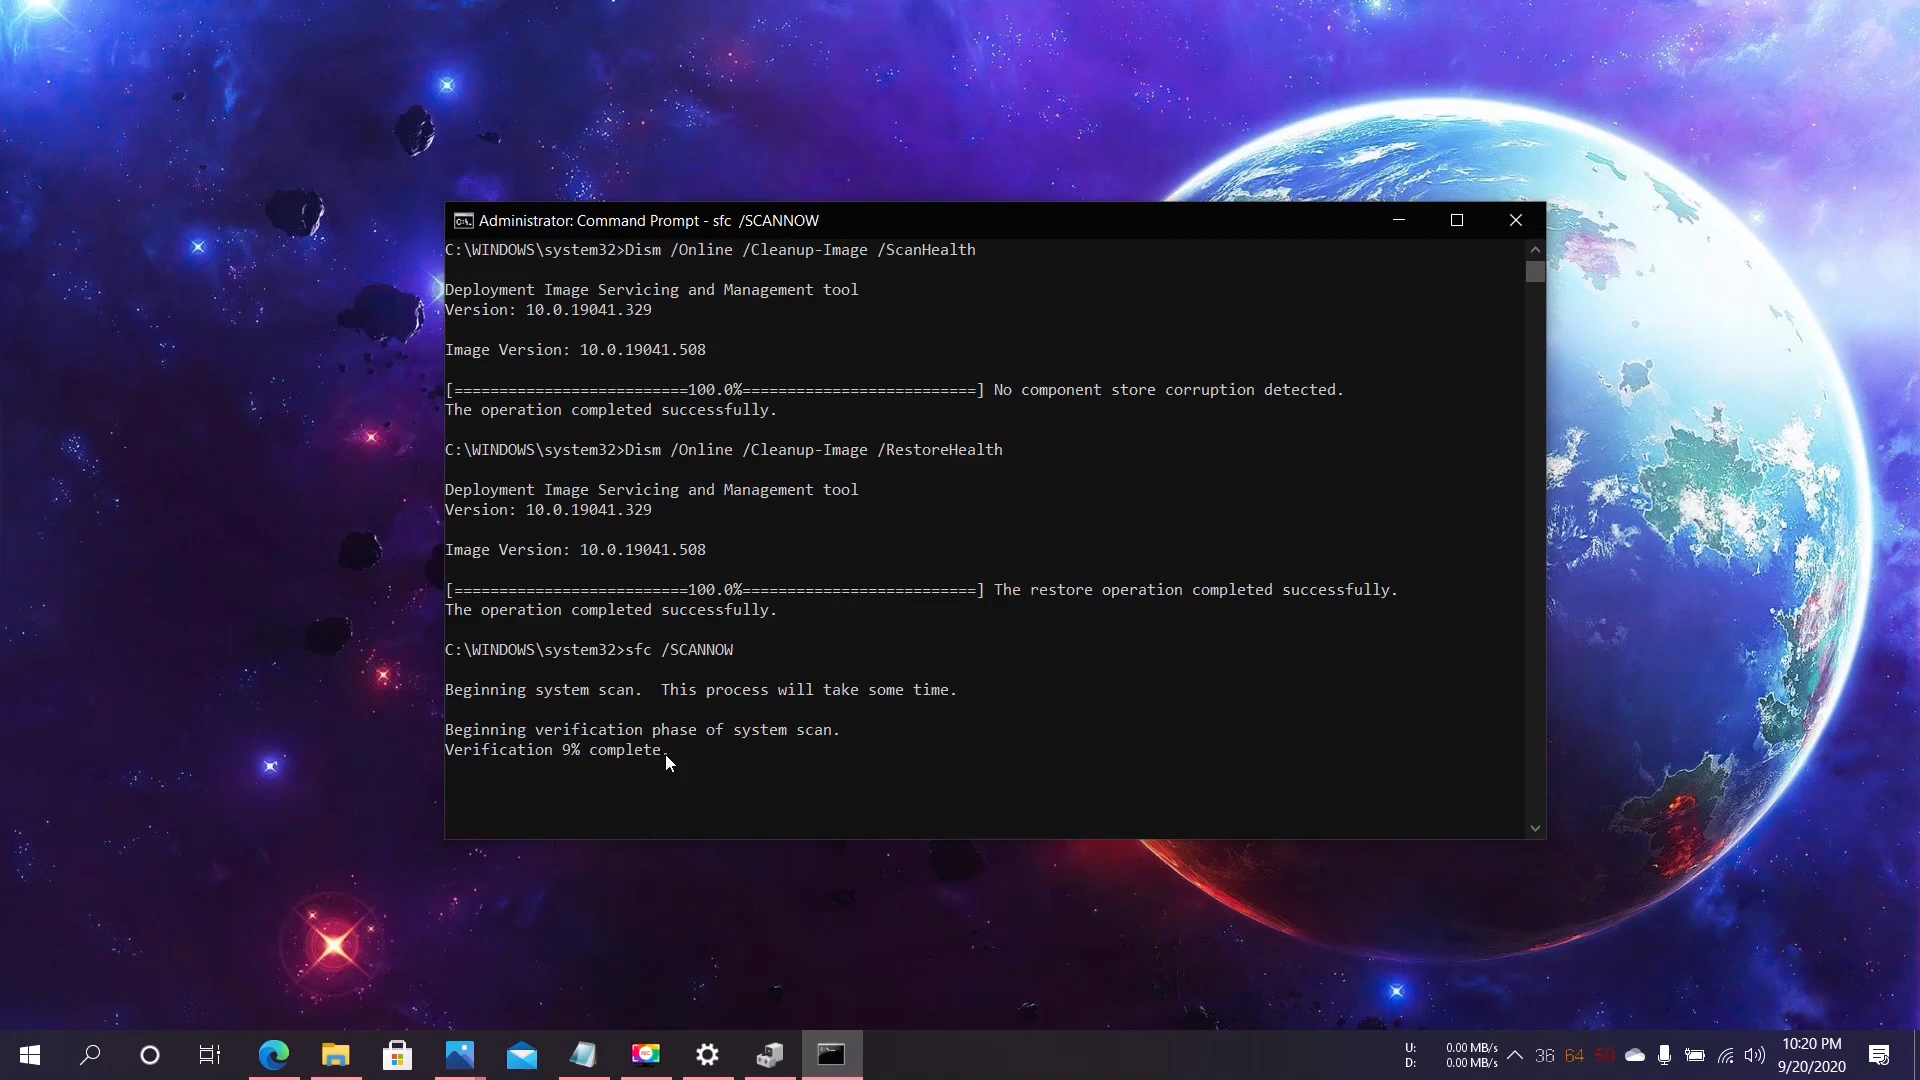 Administrator: Command Prompt - sfc  /SCANNOW
C:\WINDOWS\system32>Dism /Online /Cleanup-Image /ScanHealth
Deployment Image Servicing and Management tool
Version: 10.0.19041.329
Image Version: 10.0.19041.508
[==========================100.0%==========================] No component store corruption detected.
The operation completed successfully.
C:\WINDOWS\system32>Dism /Online /Cleanup-Image /RestoreHealth
Deployment Image Servicing and Management tool
Version: 10.0.19041.329
Image Version: 10.0.19041.508
[==========================100.0%==========================] The restore operation completed successfully.
The operation completed successfully.
C:\WINDOWS\system32>sfc /SCANNOW
Beginning system scan.  This process will take some time.
Beginning verification phase of system scan.
Verification 9% complete.
U: 0.00 MB/s
D: 0.00 MB/s
36 64 50
10:20 PM
9/20/2020